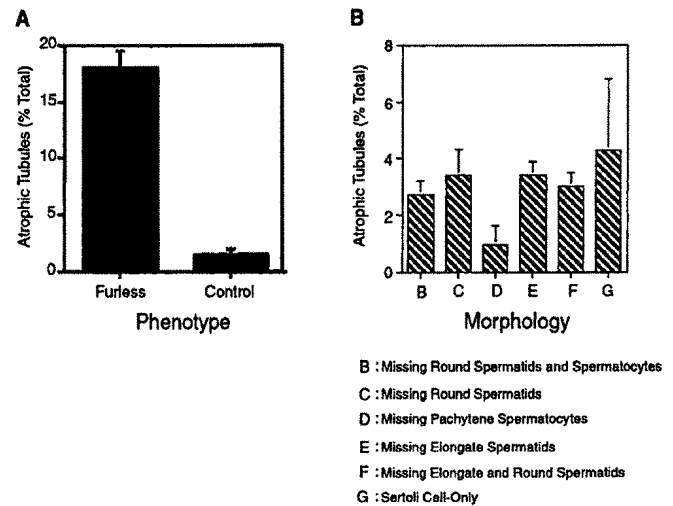 A
Atrophic Tubules (% Total)
20
15
10
5
0
Furless Control
Phenotype
B
Atrophic Tubules (% Total)
8
6
4
2
0
B C D E F G
Morphology
B : Missing Round Spermatids and Spermatocytes
C : Missing Round Spermatids
D : Missing Pachytene Spermatocytes
E : Missing Elongate Spermatids
F : Missing Elongate and Round Spermatids
G : Sertoli Cell-Only